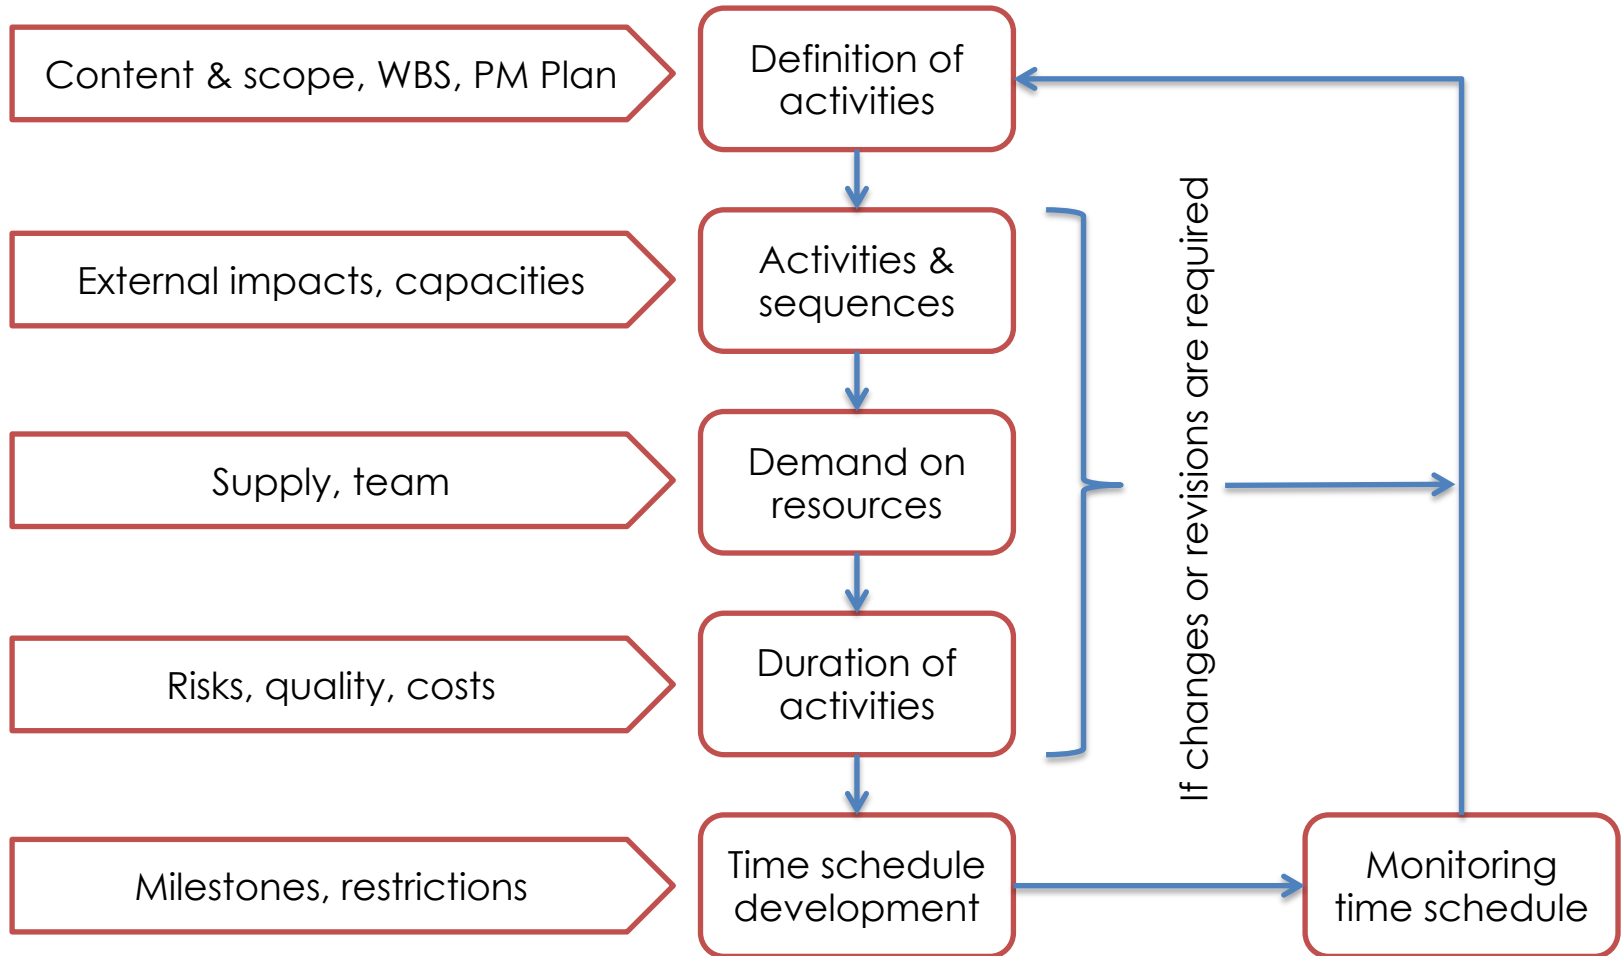 Content & scope, WBS, PM Plan
Definition of
activities
External impacts, capacities
Activities &
sequences
If changes or revisions are required
Supply, team
Demand on
resources
Risks, quality, costs
Duration of
activities
Milestones, restrictions
Time schedule
development
Monitoring
time schedule